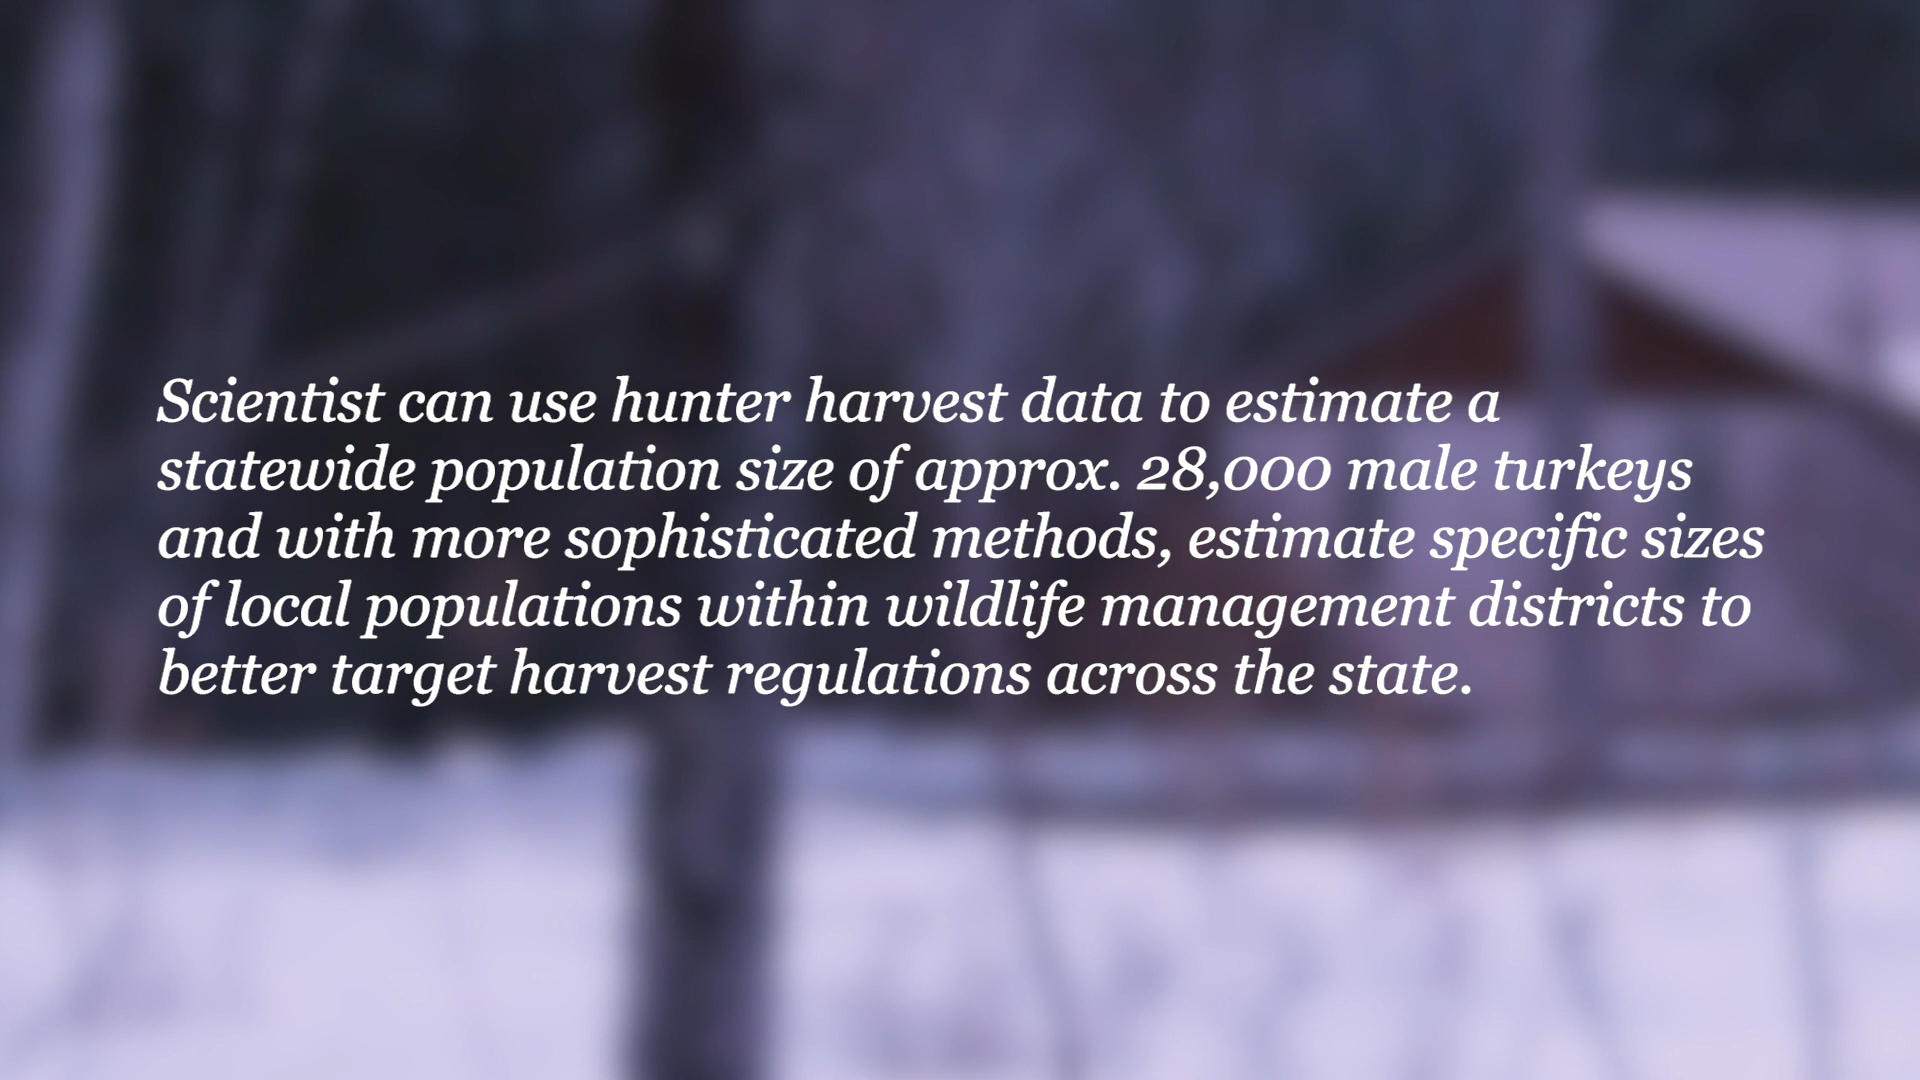 Scientist can use hunter harvest data to estimate a
statewide population size of approx. 28,000 male turkeys
and with more sophisticated methods, estimate specific sizes
of local populations within wildlife management districts to
better target harvest regulations across the state.